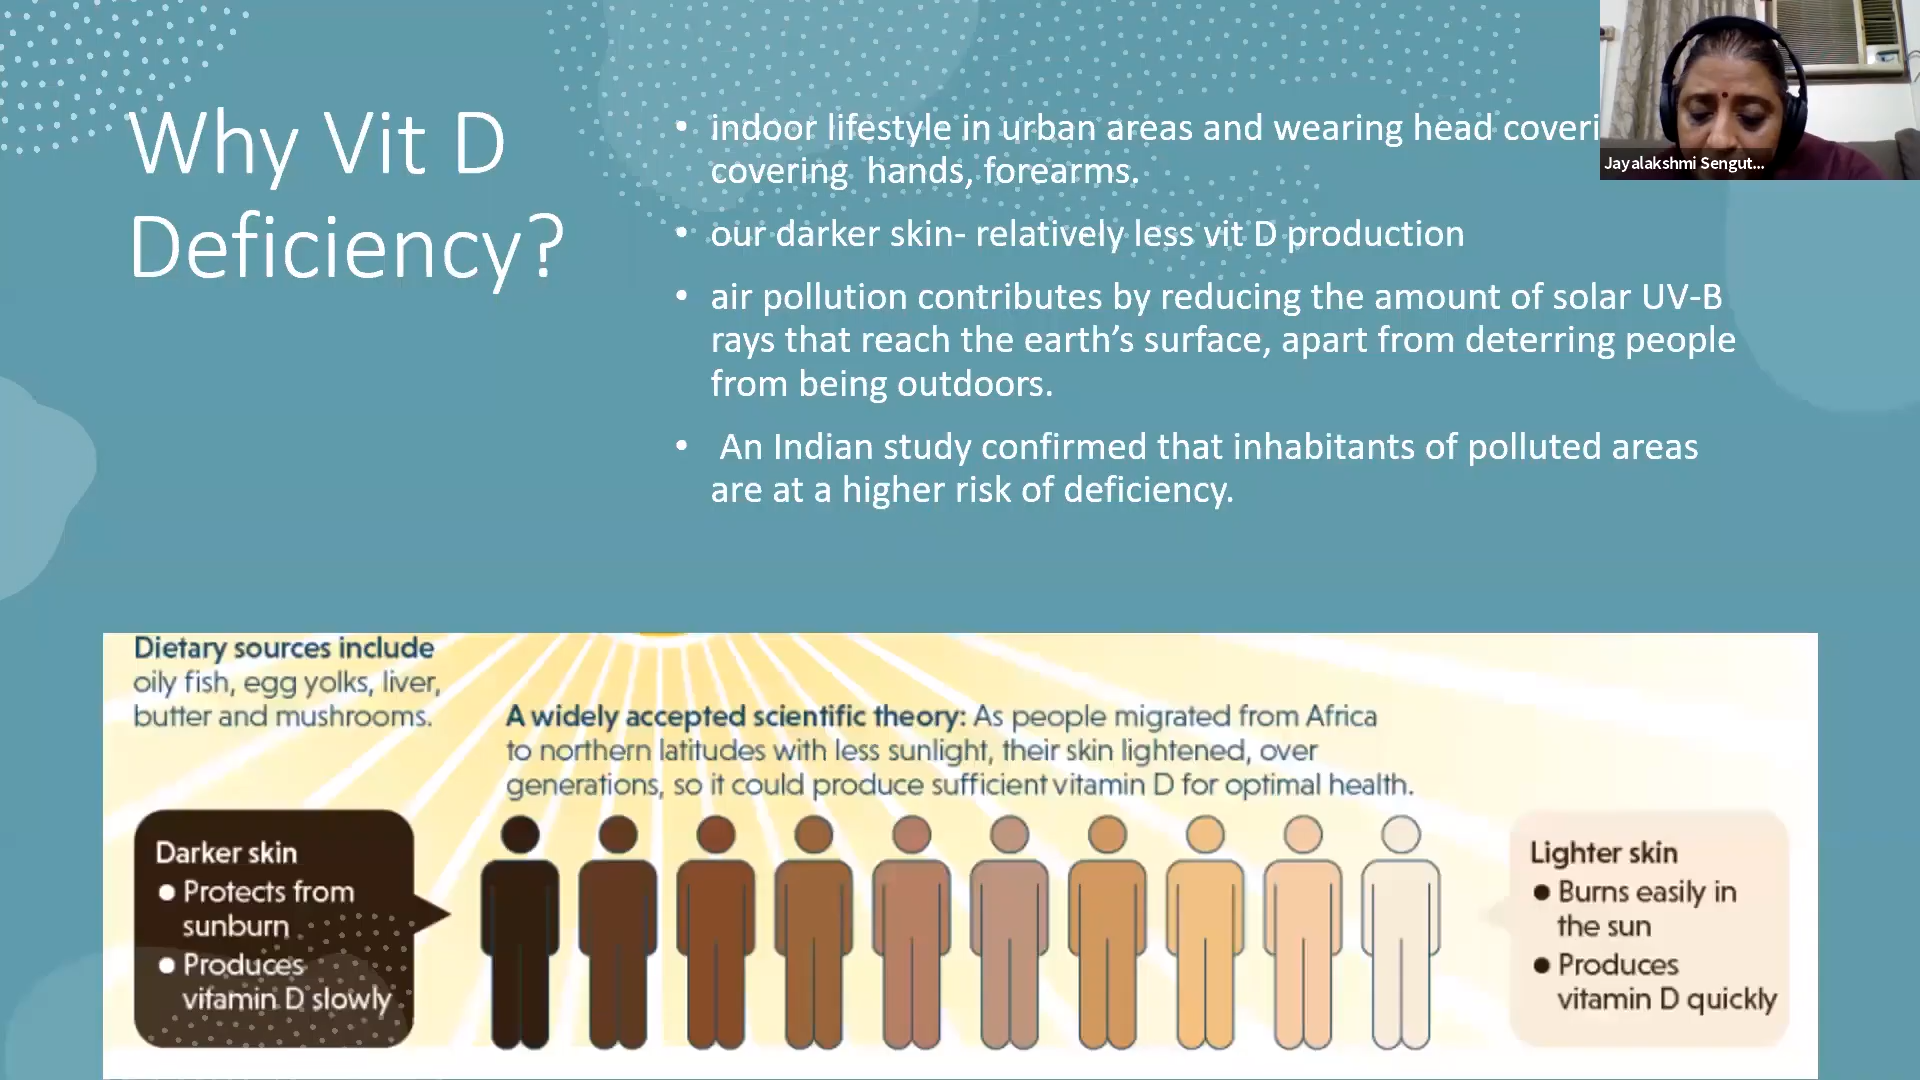 Why Vit D
Deficiency?
• indoor lifestyle in urban areas and wearing head coveri
covering hands, forearms.
• our darker skin- relatively less vit D production
• air pollution contributes by reducing the amount of solar UV-B
rays that reach the earth’s surface, apart from deterring people
from being outdoors.
• An Indian study confirmed that inhabitants of polluted areas
are at a higher risk of deficiency.
Jayalakshmi Sengut...
Dietary sources include
oily fish, egg yolks, liver,
butter and mushrooms.
A widely accepted scientific theory: As people migrated from Africa
to northern latitudes with less sunlight, their skin lightened, over
generations, so it could produce sufficient vitamin D for optimal health.
Darker skin
● Protects from
sunburn
● Produces
vitamin D slowly
Lighter skin
● Burns easily in
the sun
● Produces
vitamin D quickly